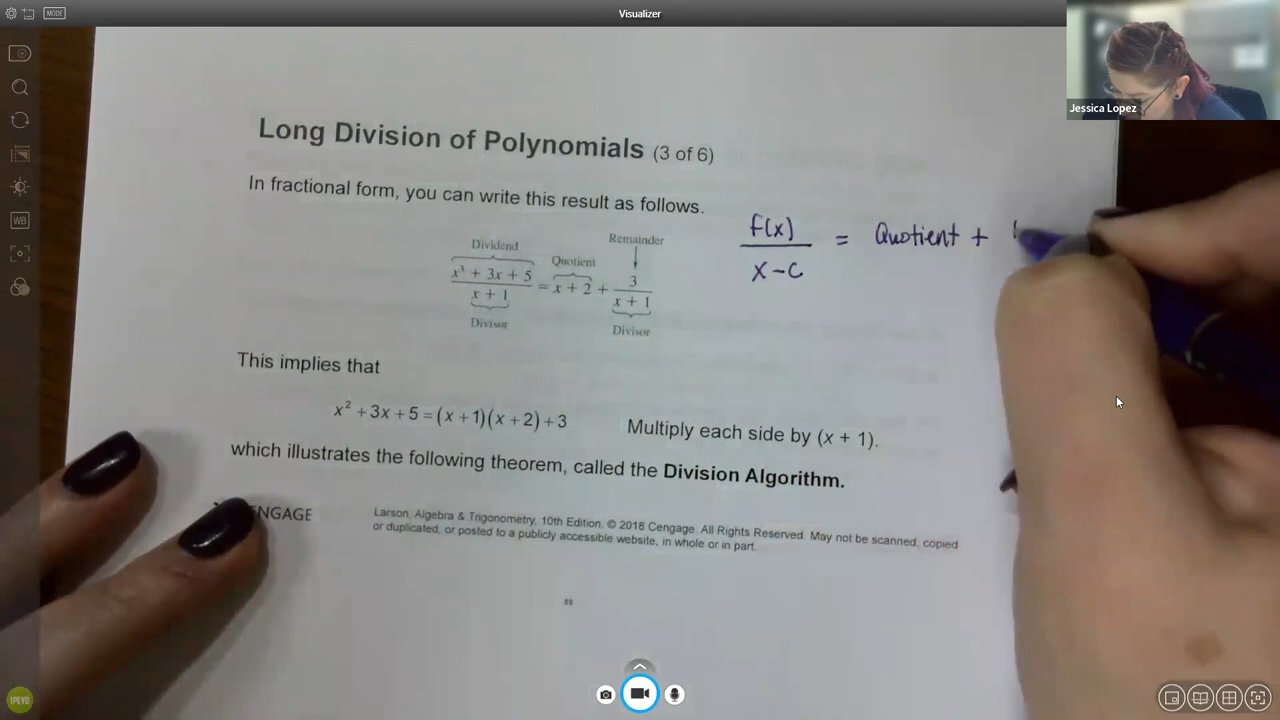 MODE
Visualizer
Jessica Lopez
WB
Long Division of Polynomials (3 of 6)
In fractional form, you can write this result as follows.
f(x) / x - c = Quotient +
Dividend Quotient Remainder
x² + 3x + 5 / x + 1 = x + 2 + 3 / x + 1
Divisor Divisor
This implies that
x² + 3x + 5 = (x + 1)(x + 2) + 3 Multiply each side by (x + 1).
which illustrates the following theorem, called the Division Algorithm.
ENGAGE
Larson, Algebra & Trigonometry, 10th Edition. © 2018 Cengage. All Rights Reserved. May not be scanned, copied
or duplicated, or posted to a publicly accessible website, in whole or in part.
IPEVO